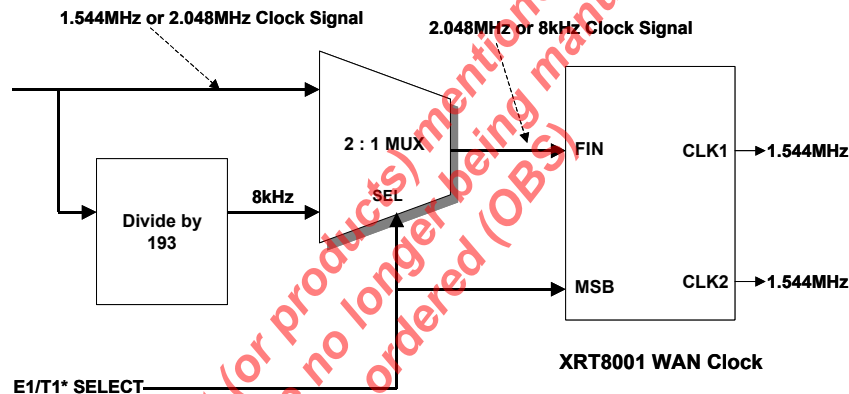 1.544MHz or 2.048MHz Clock Signal
2.048MHz or 8kHz Clock Signal
2 : 1 MUX
SEL
FIN
CLK1
1.544MHz
8kHz
Divide by
193
MSB
CLK2
1.544MHz
XRT8001 WAN Clock
E1/T1* SELECT
(or products) mentioned
no longer being manu
ordered (OBS)